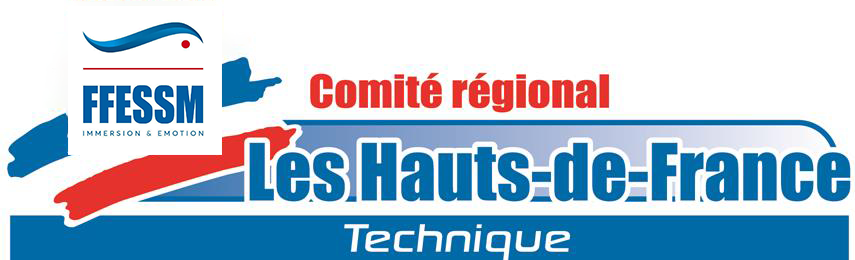 FFESSM
IMMERSION & EMOTION
Comité régional
Les Hauts-de-France
Technique